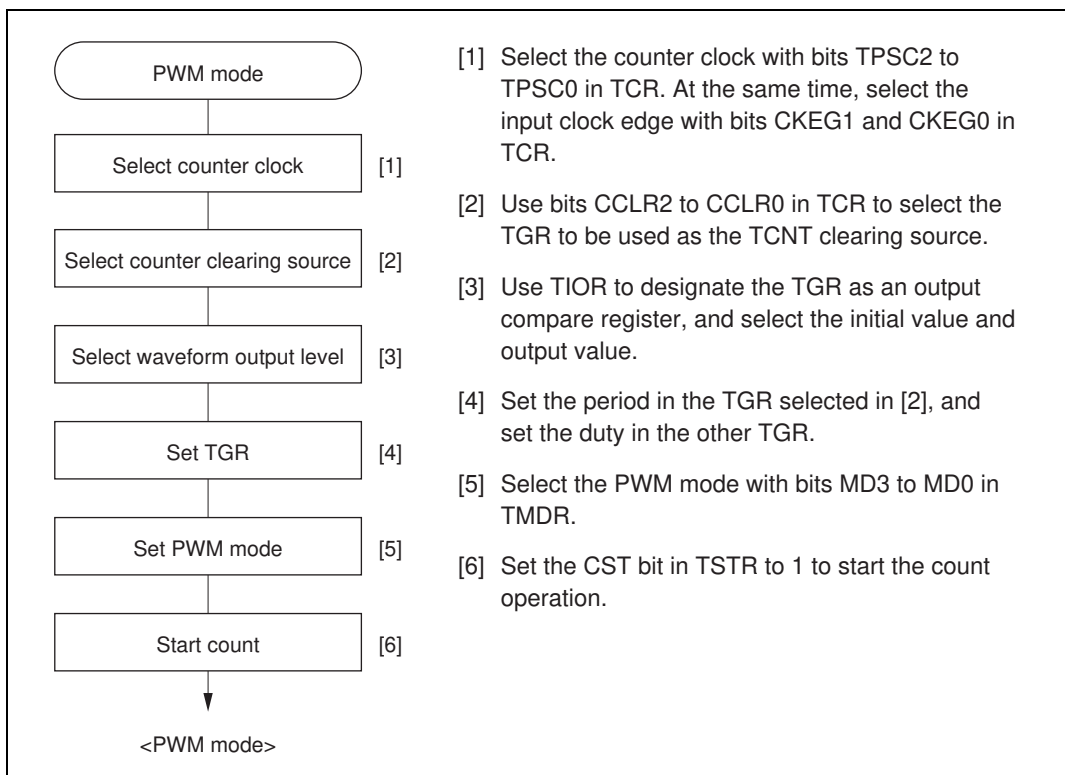 PWM mode
Select counter clock [1]
Select counter clearing source [2]
Select waveform output level [3]
Set TGR [4]
Set PWM mode [5]
Start count [6]
<PWM mode>
[1] Select the counter clock with bits TPSC2 to
TPSC0 in TCR. At the same time, select the
input clock edge with bits CKEG1 and CKEG0 in
TCR.
[2] Use bits CCLR2 to CCLR0 in TCR to select the
TGR to be used as the TCNT clearing source.
[3] Use TIOR to designate the TGR as an output
compare register, and select the initial value and
output value.
[4] Set the period in the TGR selected in [2], and
set the duty in the other TGR.
[5] Select the PWM mode with bits MD3 to MD0 in
TMDR.
[6] Set the CST bit in TSTR to 1 to start the count
operation.